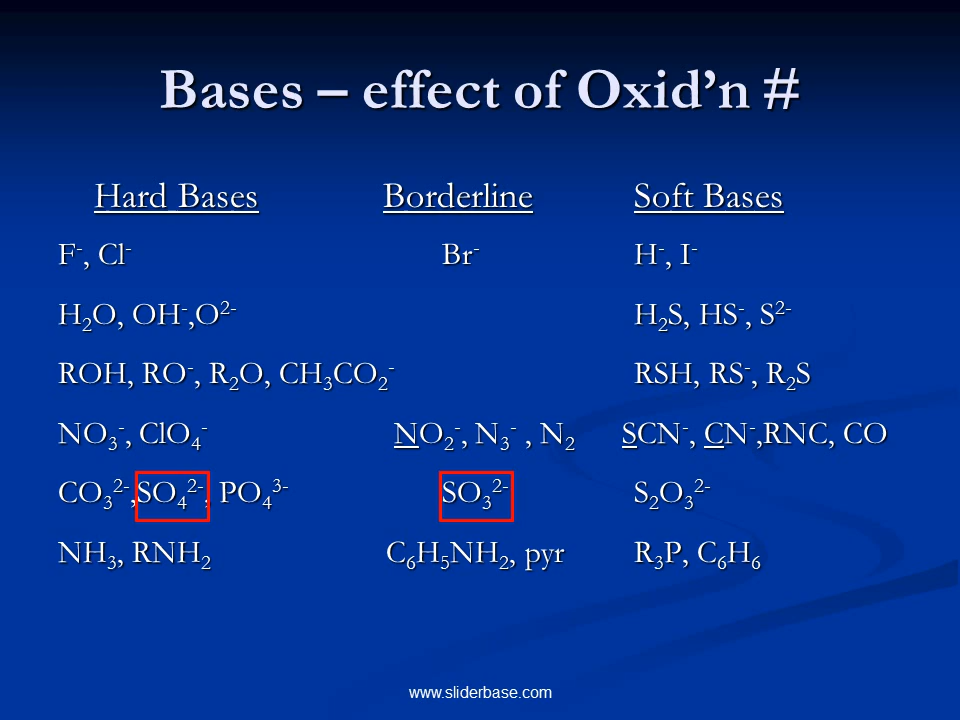 Bases – effect of Oxid’n #
Hard Bases Borderline Soft Bases
F⁻, Cl⁻ Br⁻ H⁻, I⁻
H₂O, OH⁻,O²⁻ H₂S, HS⁻, S²⁻
ROH, RO⁻, R₂O, CH₃CO₂⁻ RSH, RS⁻, R₂S
NO₃⁻, ClO₄⁻ NO₂⁻, N₃⁻ , N₂ SCN⁻, CN⁻,RNC, CO
CO₃²⁻,SO₄²⁻, PO₄³⁻ SO₃²⁻ S₂O₃²⁻
NH₃, RNH₂ C₆H₅NH₂, pyr R₃P, C₆H₆
www.sliderbase.com